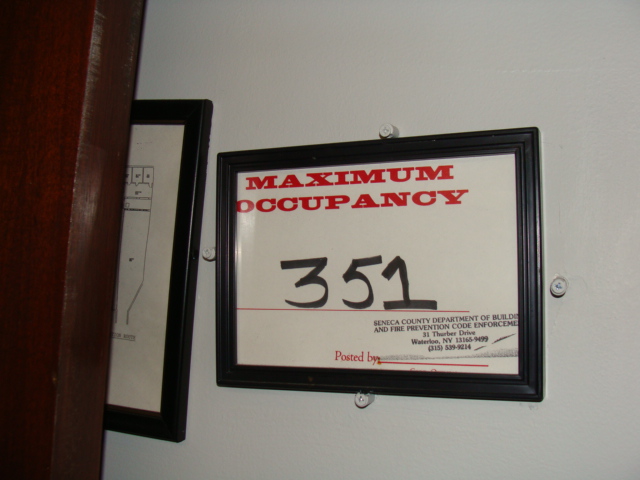 MAXIMUM
OCCUPANCY
351
SENECA COUNTY DEPARTMENT OF BUILDIN
AND FIRE PREVENTION CODE ENFORCEME
31 Thurber Drive
Waterloo, NY 13165-9499
(315) 539-9214
Posted by